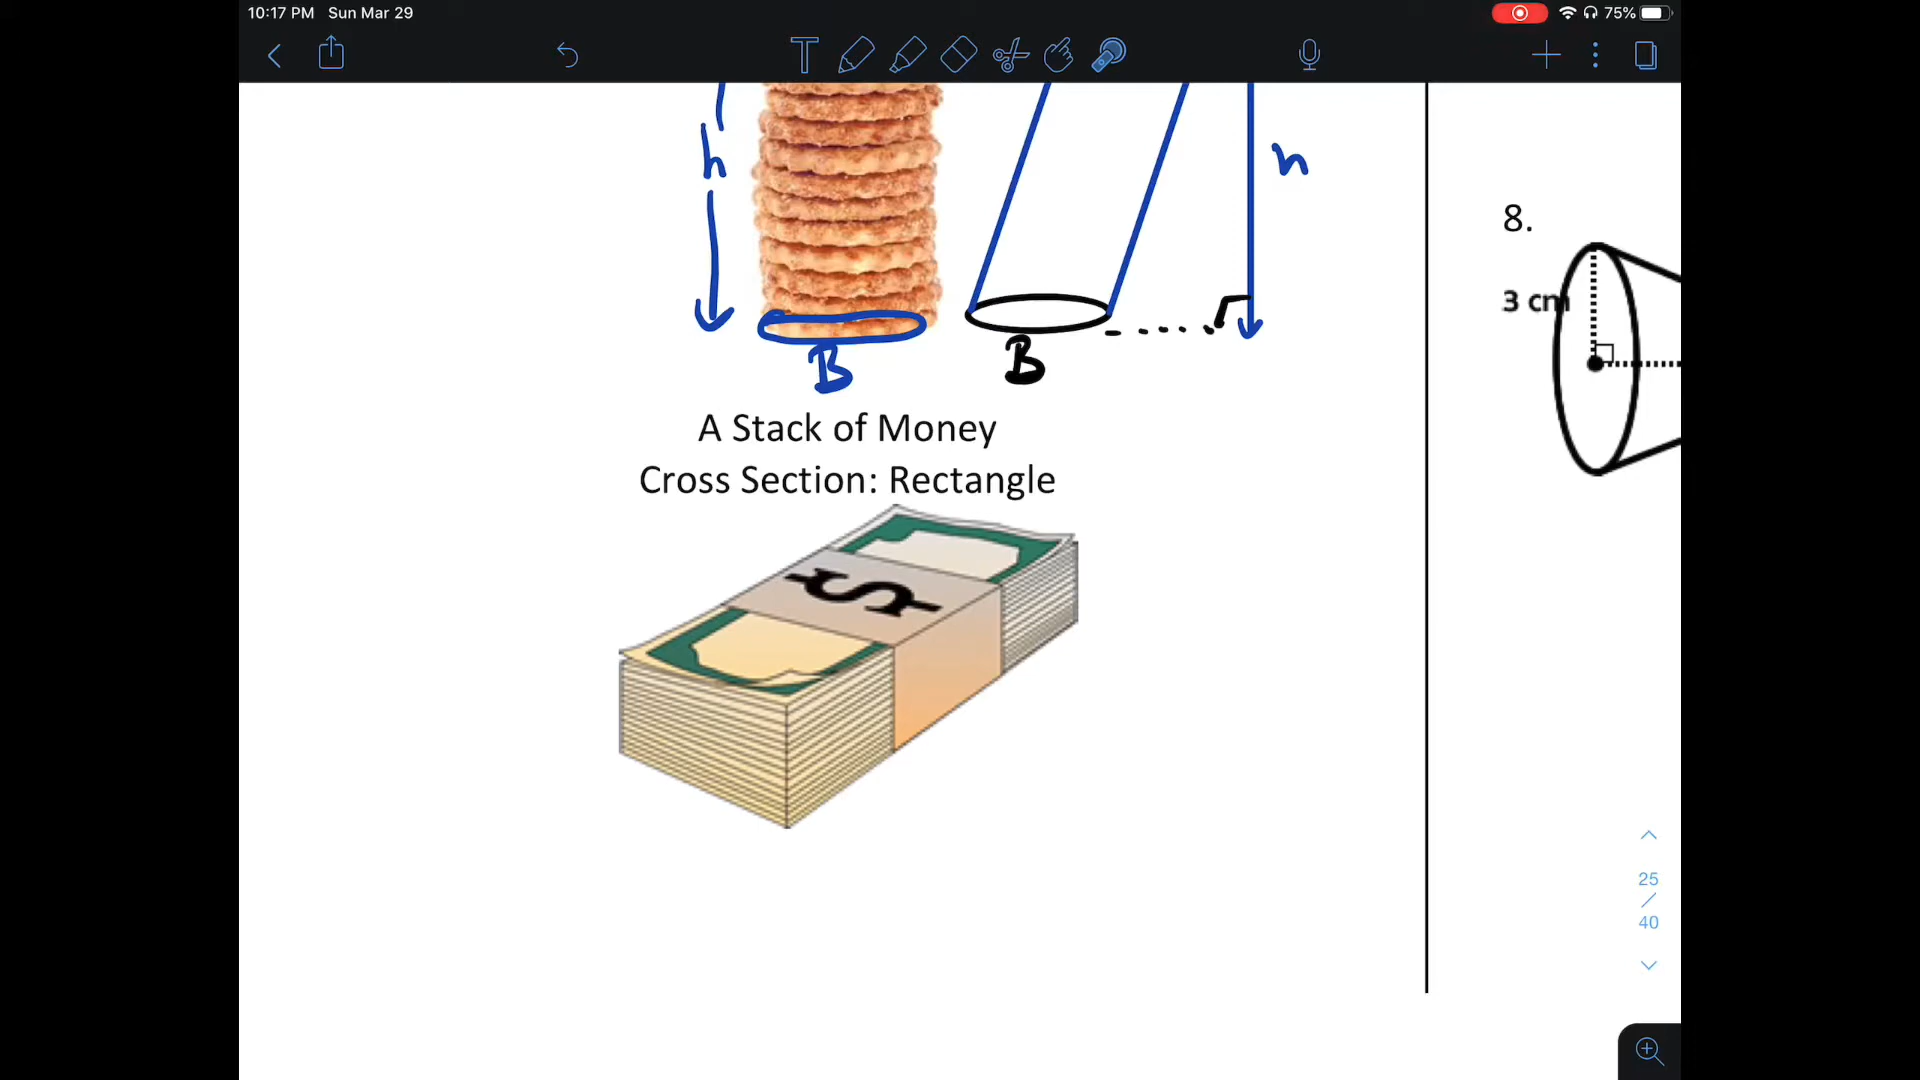 10:17 PM Sun Mar 29
75%
T
h
h
B
B
A Stack of Money
Cross Section: Rectangle
$
8.
3 cm
25
/
40